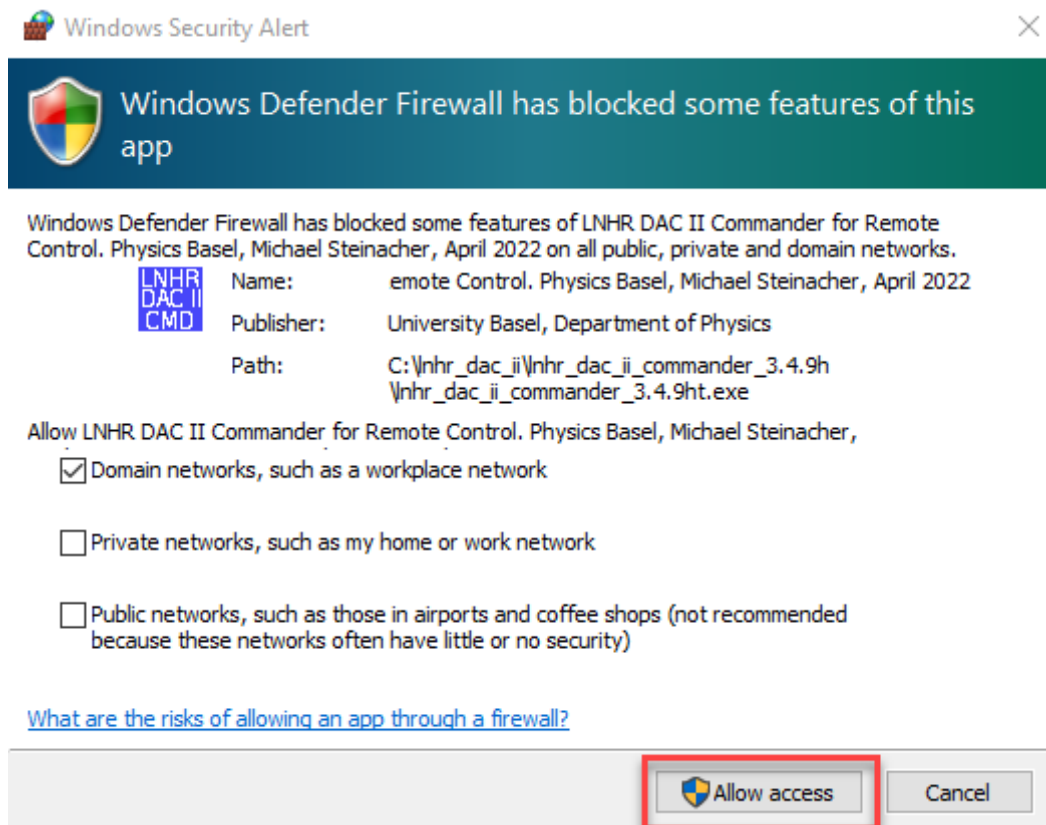 Windows Security Alert
Windows Defender Firewall has blocked some features of this
app
Windows Defender Firewall has blocked some features of LNHR DAC II Commander for Remote
Control. Physics Basel, Michael Steinacher, April 2022 on all public, private and domain networks.
LNHR
DAC II
CMD
Name: emote Control. Physics Basel, Michael Steinacher, April 2022
Publisher: University Basel, Department of Physics
Path: C:\lnhr_dac_ii\lnhr_dac_ii_commander_3.4.9h
\lnhr_dac_ii_commander_3.4.9ht.exe
Allow LNHR DAC II Commander for Remote Control. Physics Basel, Michael Steinacher,
Domain networks, such as a workplace network
Private networks, such as my home or work network
Public networks, such as those in airports and coffee shops (not recommended
because these networks often have little or no security)
What are the risks of allowing an app through a firewall?
Allow access
Cancel